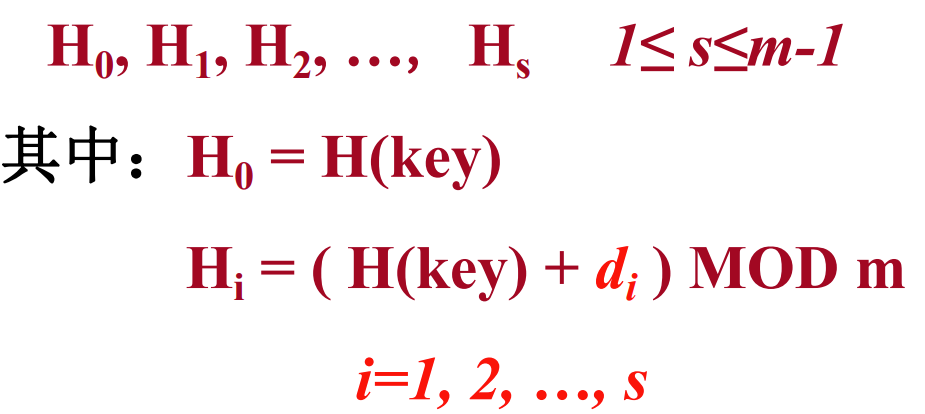 H₀, H₁, H₂, …, Hₛ 1≤ s≤m-1
其中：H₀ = H(key)
Hᵢ = ( H(key) + dᵢ ) MOD m
i=1, 2, …, s